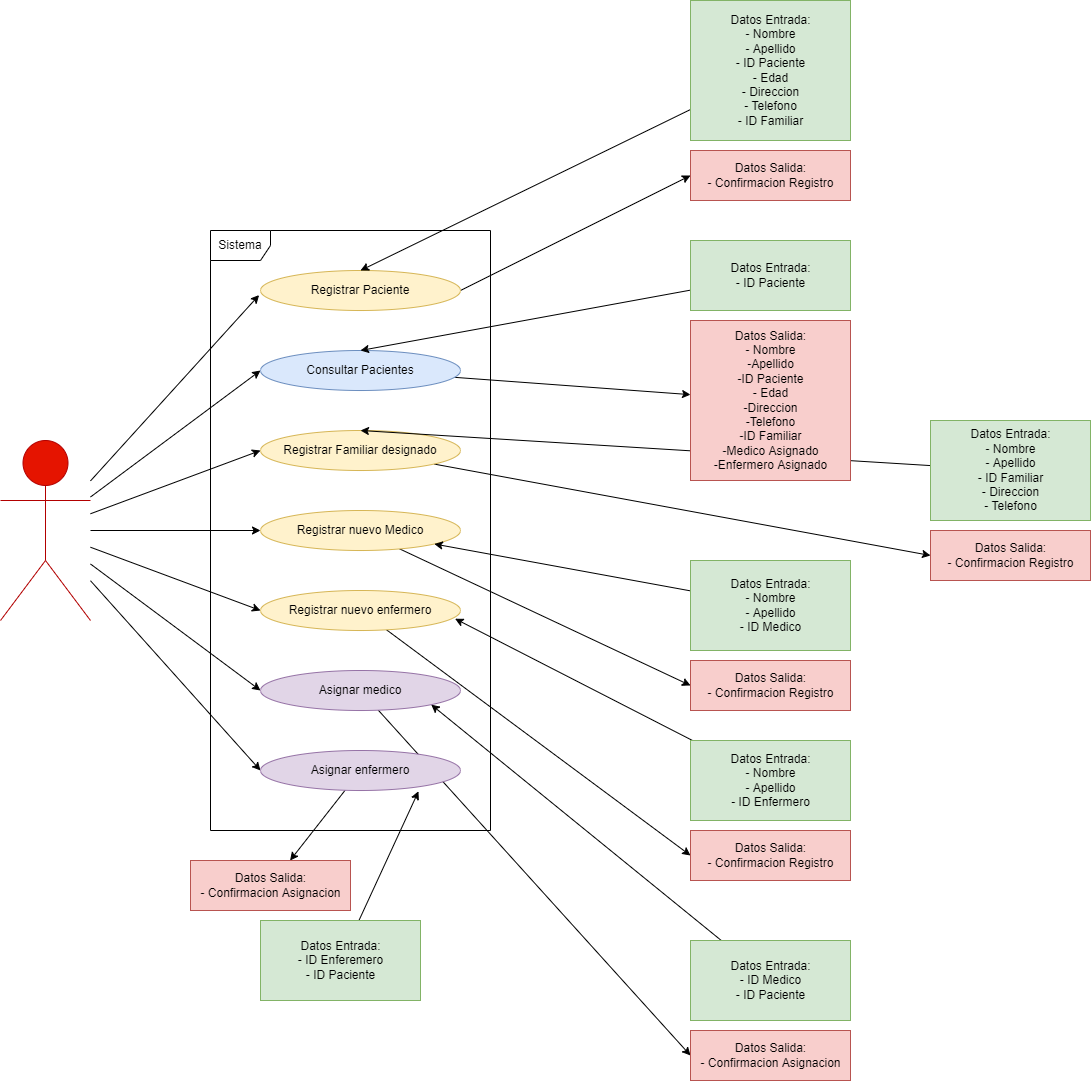 Datos Entrada:
- Nombre
- Apellido
- ID Paciente
- Edad
- Direccion
- Telefono
- ID Familiar
Datos Salida:
- Confirmacion Registro
Sistema
Registrar Paciente
Datos Entrada:
- ID Paciente
Consultar Pacientes
Datos Salida:
- Nombre
-Apellido
-ID Paciente
- Edad
-Direccion
-Telefono
-ID Familiar
-Medico Asignado
-Enfermero Asignado
Registrar Familiar designado
Datos Entrada:
- Nombre
- Apellido
- ID Familiar
- Direccion
- Telefono
Datos Salida:
- Confirmacion Registro
Registrar nuevo Medico
Datos Entrada:
- Nombre
- Apellido
- ID Medico
Datos Salida:
- Confirmacion Registro
Registrar nuevo enfermero
Datos Entrada:
- Nombre
- Apellido
- ID Enfermero
Datos Salida:
- Confirmacion Registro
Asignar medico
Asignar enfermero
Datos Salida:
- Confirmacion Asignacion
Datos Entrada:
- ID Enferemero
- ID Paciente
Datos Entrada:
- ID Medico
- ID Paciente
Datos Salida:
- Confirmacion Asignacion